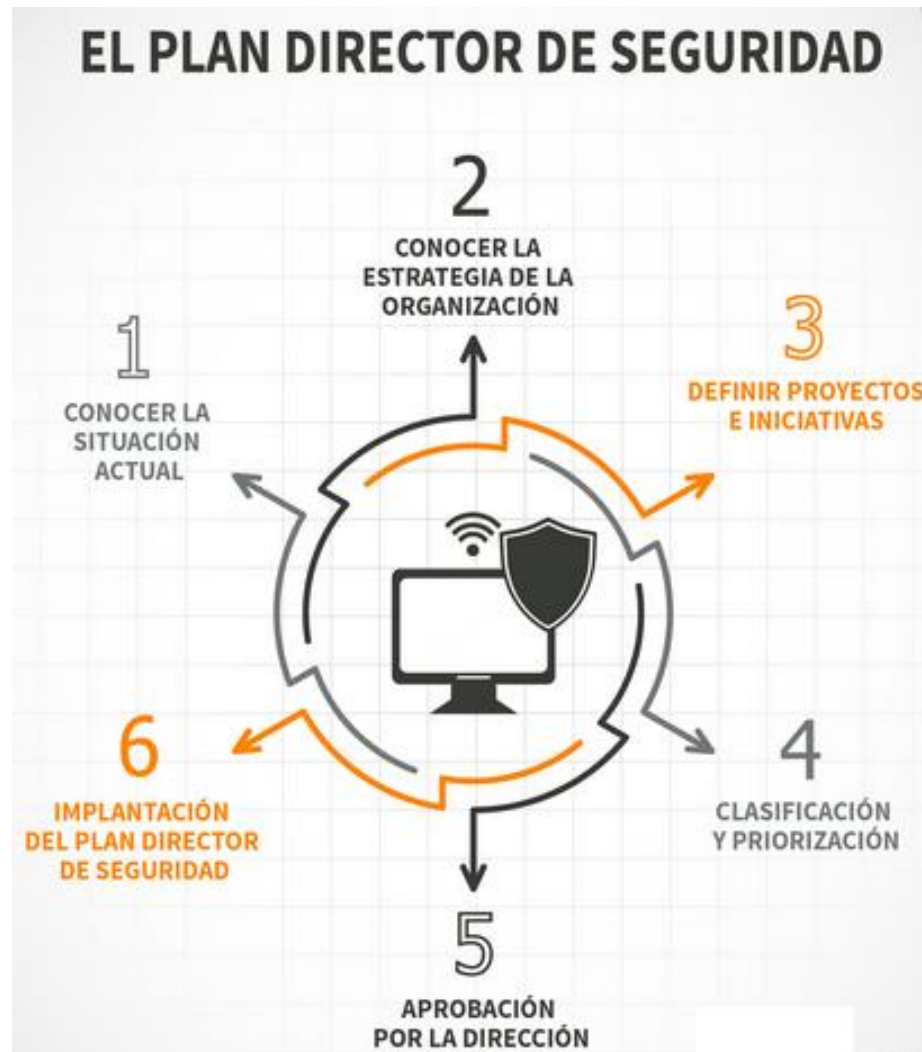 EL PLAN DIRECTOR DE SEGURIDAD
1
CONOCER LA
SITUACIÓN
ACTUAL
2
CONOCER LA
ESTRATEGIA DE LA
ORGANIZACIÓN
3
DEFINIR PROYECTOS
E INICIATIVAS
4
CLASIFICACIÓN
Y PRIORIZACIÓN
5
APROBACIÓN
POR LA DIRECCIÓN
6
IMPLANTACIÓN
DEL PLAN DIRECTOR
DE SEGURIDAD